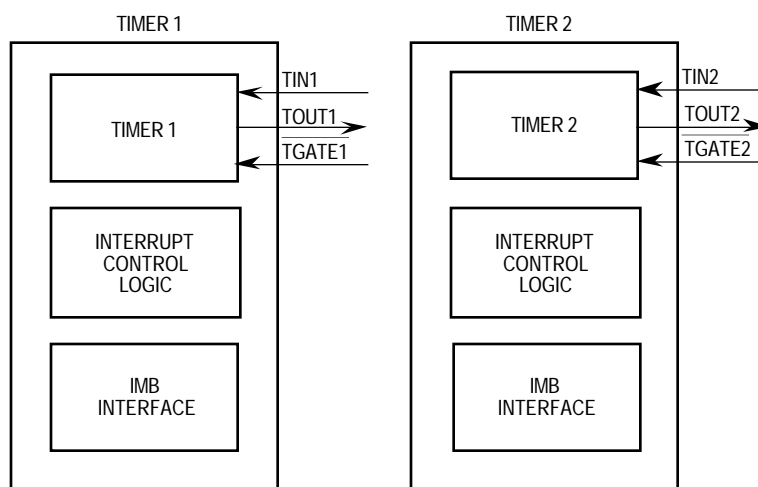 TIMER 1
TIMER 1
TIN1
TOUT1
TGATE1
INTERRUPT
CONTROL
LOGIC
IMB
INTERFACE
TIMER 2
TIMER 2
TIN2
TOUT2
TGATE2
INTERRUPT
CONTROL
LOGIC
IMB
INTERFACE